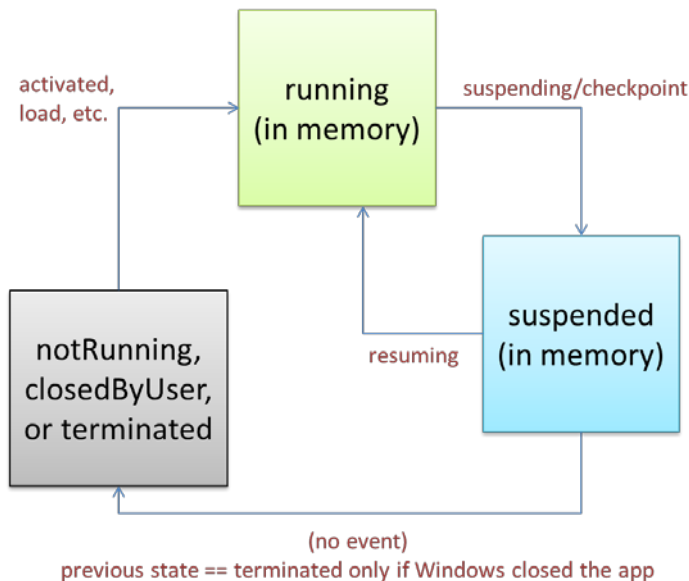 activated,
load, etc.
running
(in memory)
suspending/checkpoint
notRunning,
closedByUser,
or terminated
resuming
suspended
(in memory)
(no event)
previous state == terminated only if Windows closed the app